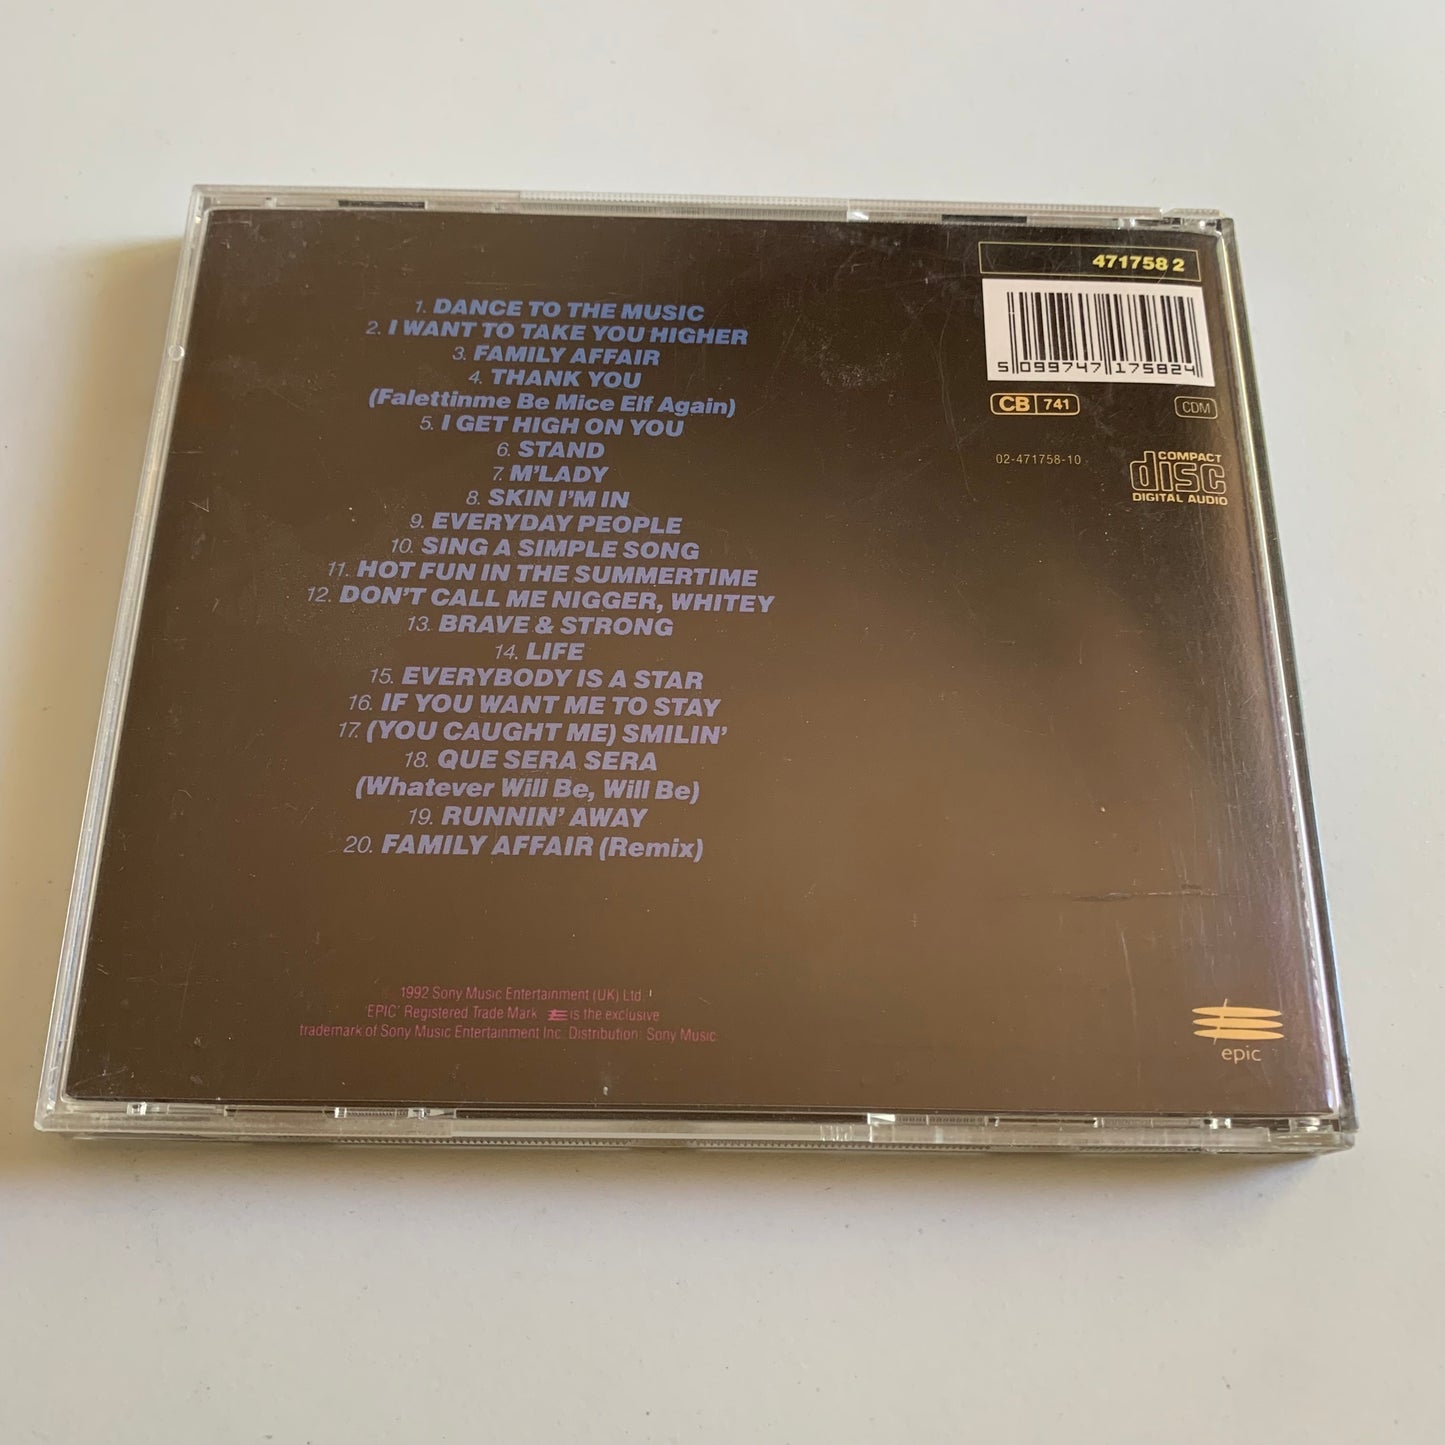 4717582
5 099747 175824
CB 741
CDM
02-471758-10
COMPACT
disc
DIGITAL AUDIO
1. DANCE TO THE MUSIC
2. I WANT TO TAKE YOU HIGHER
3. FAMILY AFFAIR
4. THANK YOU
(Falettinme Be Mice Elf Again)
5. I GET HIGH ON YOU
6. STAND
7. M'LADY
8. SKIN I'M IN
9. EVERYDAY PEOPLE
10. SING A SIMPLE SONG
11. HOT FUN IN THE SUMMERTIME
12. DON'T CALL ME NIGGER, WHITEY
13. BRAVE & STRONG
14. LIFE
15. EVERYBODY IS A STAR
16. IF YOU WANT ME TO STAY
17. (YOU CAUGHT ME) SMILIN'
18. QUE SERA SERA
(Whatever Will Be, Will Be)
19. RUNNIN' AWAY
20. FAMILY AFFAIR (Remix)
1992 Sony Music Entertainment (UK) Ltd.
'EPIC' Registered Trade Mark is the exclusive
trademark of Sony Music Entertainment Inc. Distribution: Sony Music
epic